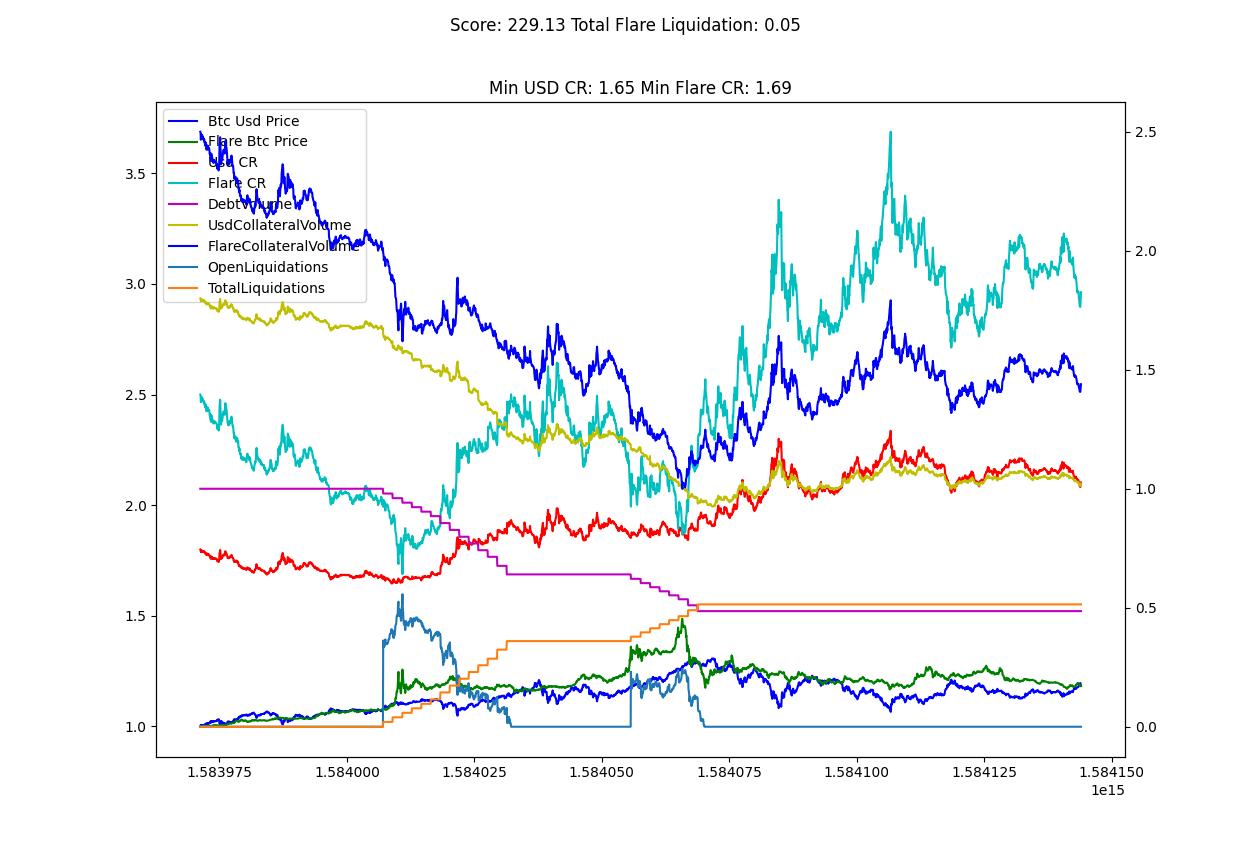 Score: 229.13 Total Flare Liquidation: 0.05
Min USD CR: 1.65 Min Flare CR: 1.69
Btc Usd Price
Flare Btc Price
Usd CR
Flare CR
DebtVolume
UsdCollateralVolume
FlareCollateralVolume
OpenLiquidations
TotalLiquidations
3.5
3.0
2.5
2.0
1.5
1.0
2.5
2.0
1.5
1.0
0.5
0.0
1.583975 1.584000 1.584025 1.584050 1.584075 1.584100 1.584125 1.584150
1e15